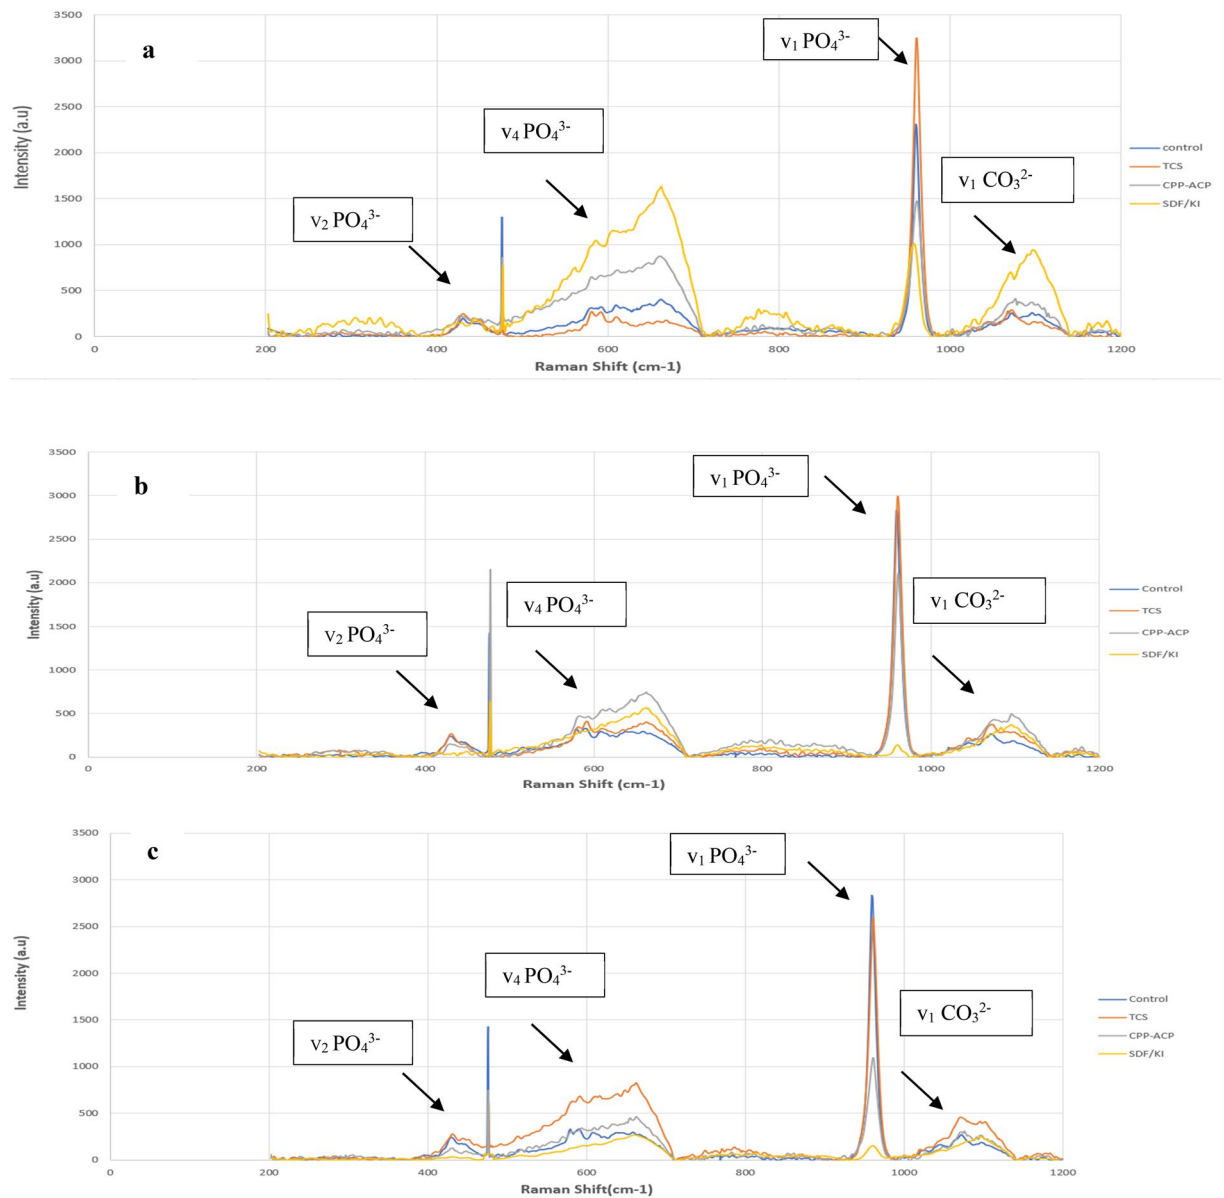 a
3500
3000
2500
2000
1500
1000
500
0
Intensity (a.u)
v₁ PO₄³⁻
v₄ PO₄³⁻
v₂ PO₄³⁻
v₁ CO₃²⁻
control
TCS
CPP-ACP
SDF/KI
0 200 400 600 800 1000 1200
Raman Shift (cm-1)
b
3500
3000
2500
2000
1500
1000
500
0
Intensity (a.u)
v₁ PO₄³⁻
v₄ PO₄³⁻
v₂ PO₄³⁻
v₁ CO₃²⁻
Control
TCS
CPP-ACP
SDF/KI
0 200 400 600 800 1000 1200
Raman Shift (cm-1)
c
3500
3000
2500
2000
1500
1000
500
0
Intensity (a.u)
v₁ PO₄³⁻
v₄ PO₄³⁻
v₂ PO₄³⁻
v₁ CO₃²⁻
Control
TCS
CPP-ACP
SDF/KI
0 200 400 600 800 1000 1200
Raman Shift(cm-1)